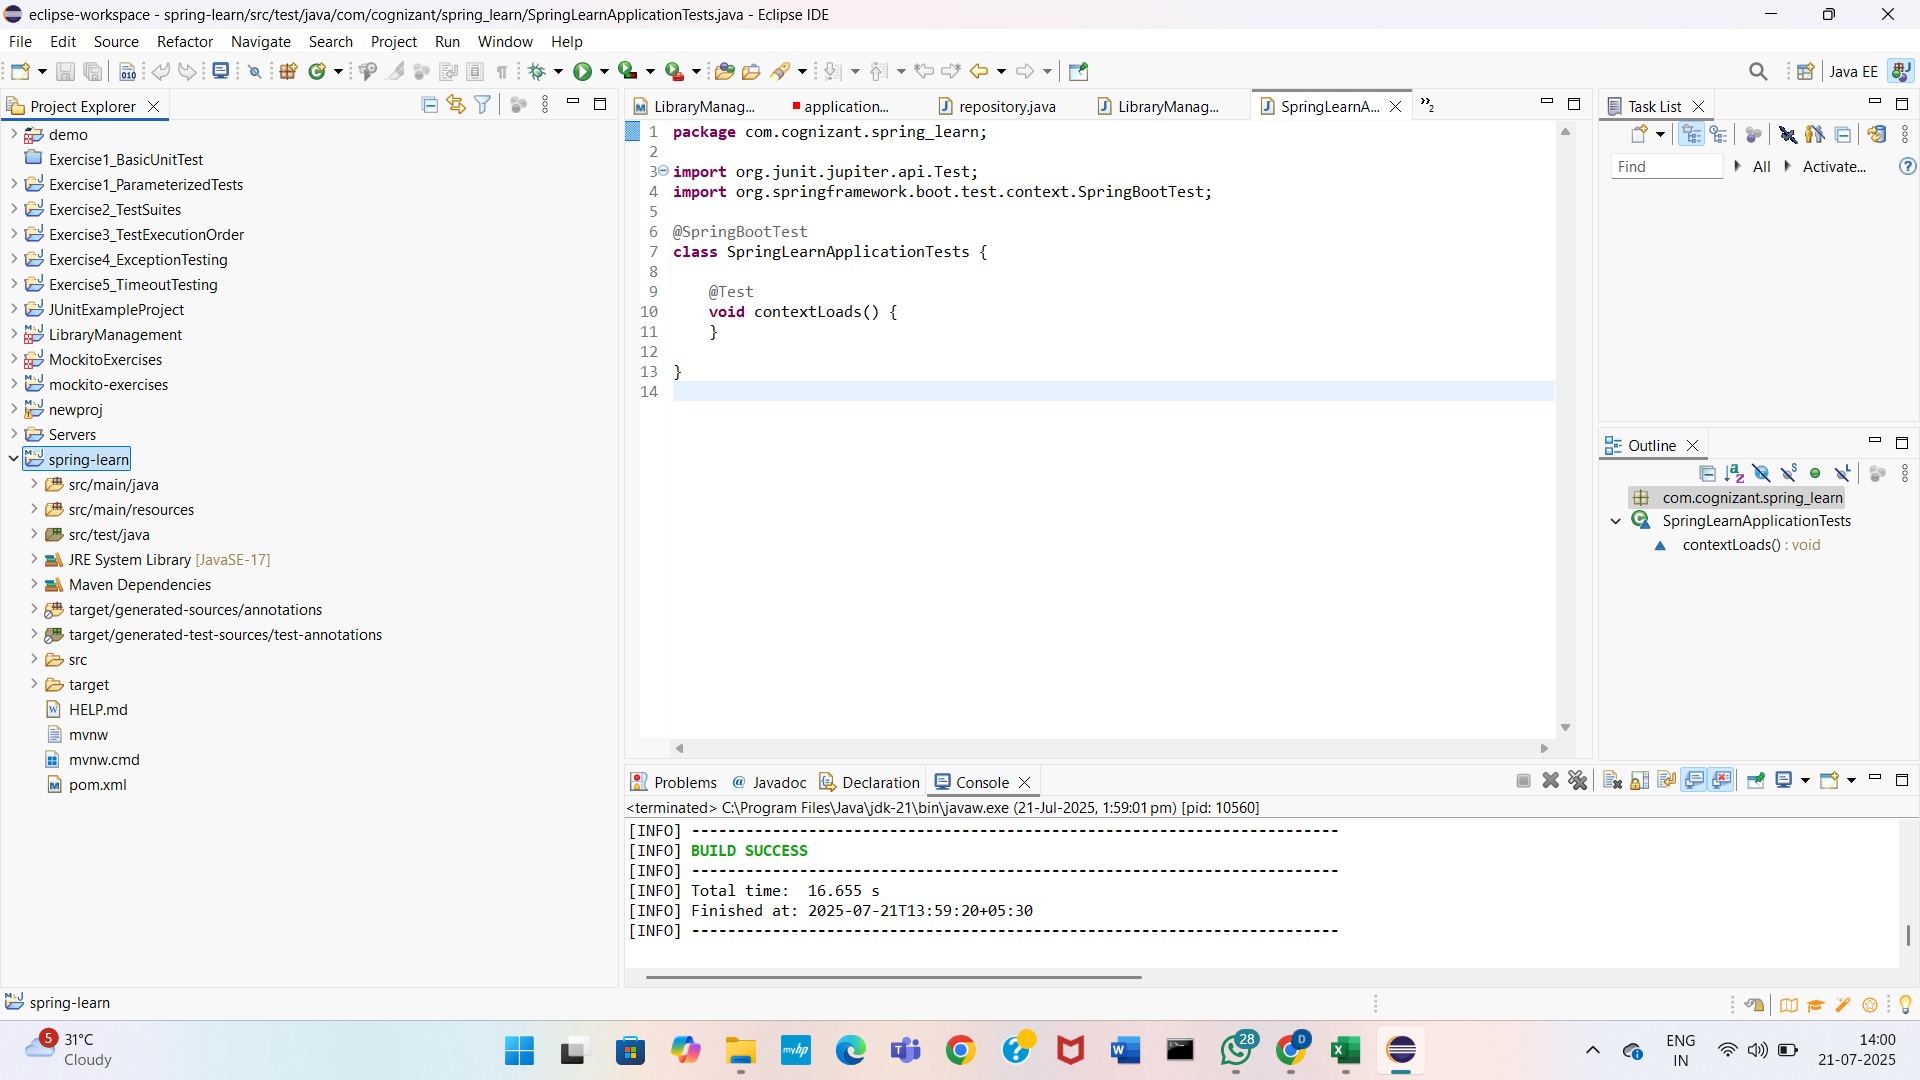 eclipse-workspace - spring-learn/src/test/java/com/cognizant/spring_learn/SpringLearnApplicationTests.java - Eclipse IDE
File Edit Source Refactor Navigate Search Project Run Window Help
Java EE
Project Explorer
demo
Exercise1_BasicUnitTest
Exercise1_ParameterizedTests
Exercise2_TestSuites
Exercise3_TestExecutionOrder
Exercise4_ExceptionTesting
Exercise5_TimeoutTesting
JUnitExampleProject
LibraryManagement
MockitoExercises
mockito-exercises
newproj
Servers
spring-learn
src/main/java
src/main/resources
src/test/java
JRE System Library [JavaSE-17]
Maven Dependencies
target/generated-sources/annotations
target/generated-test-sources/test-annotations
src
target
HELP.md
mvnw
mvnw.cmd
pom.xml
LibraryManag... application... repository.java LibraryManag... SpringLearnA... »2
1 package com.cognizant.spring_learn;
2
3 import org.junit.jupiter.api.Test;
4 import org.springframework.boot.test.context.SpringBootTest;
5
6 @SpringBootTest
7 class SpringLearnApplicationTests {
8
9 @Test
10 void contextLoads() {
11 }
12
13 }
14
Task List
Find All Activate...
Outline
com.cognizant.spring_learn
SpringLearnApplicationTests
contextLoads() : void
Problems Javadoc Declaration Console
<terminated> C:\Program Files\Java\jdk-21\bin\javaw.exe (21-Jul-2025, 1:59:01 pm) [pid: 10560]
[INFO] ------------------------------------------------------------------------
[INFO] BUILD SUCCESS
[INFO] ------------------------------------------------------------------------
[INFO] Total time:  16.655 s
[INFO] Finished at: 2025-07-21T13:59:20+05:30
[INFO] ------------------------------------------------------------------------
spring-learn
5
31°C
Cloudy
myhp
28
D
ENG
IN
14:00
21-07-2025